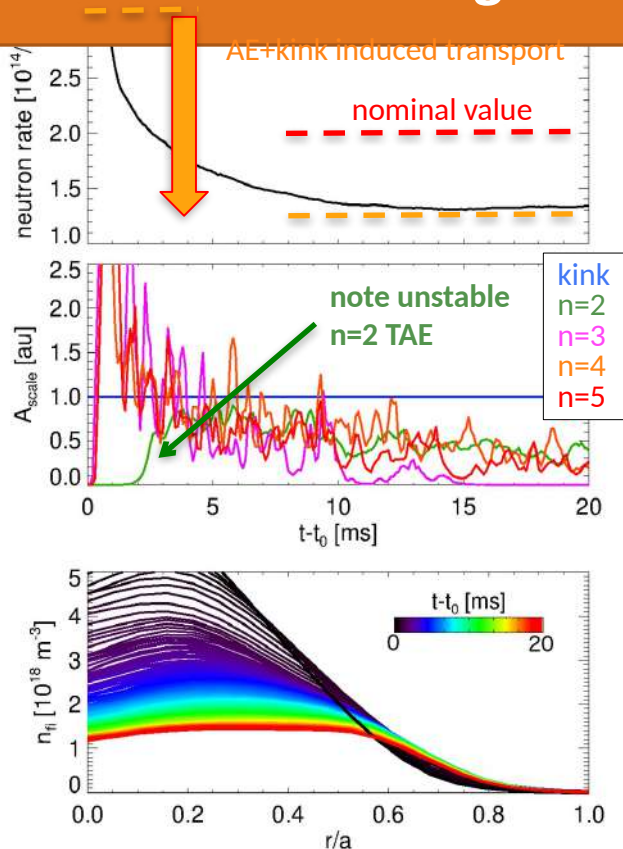 AE+kink induced transport
neutron rate [10¹⁴/
2.5
2.0
1.5
1.0
nominal value
A_scale [au]
2.5
2.0
1.5
1.0
0.5
0.0
note unstable
n=2 TAE
kink
n=2
n=3
n=4
n=5
0 5 10 15 20
t-t₀ [ms]
n_fi [10¹⁸ m⁻³]
5
4
3
2
1
0
t-t₀ [ms]
0 20
0.0 0.2 0.4 0.6 0.8 1.0
r/a